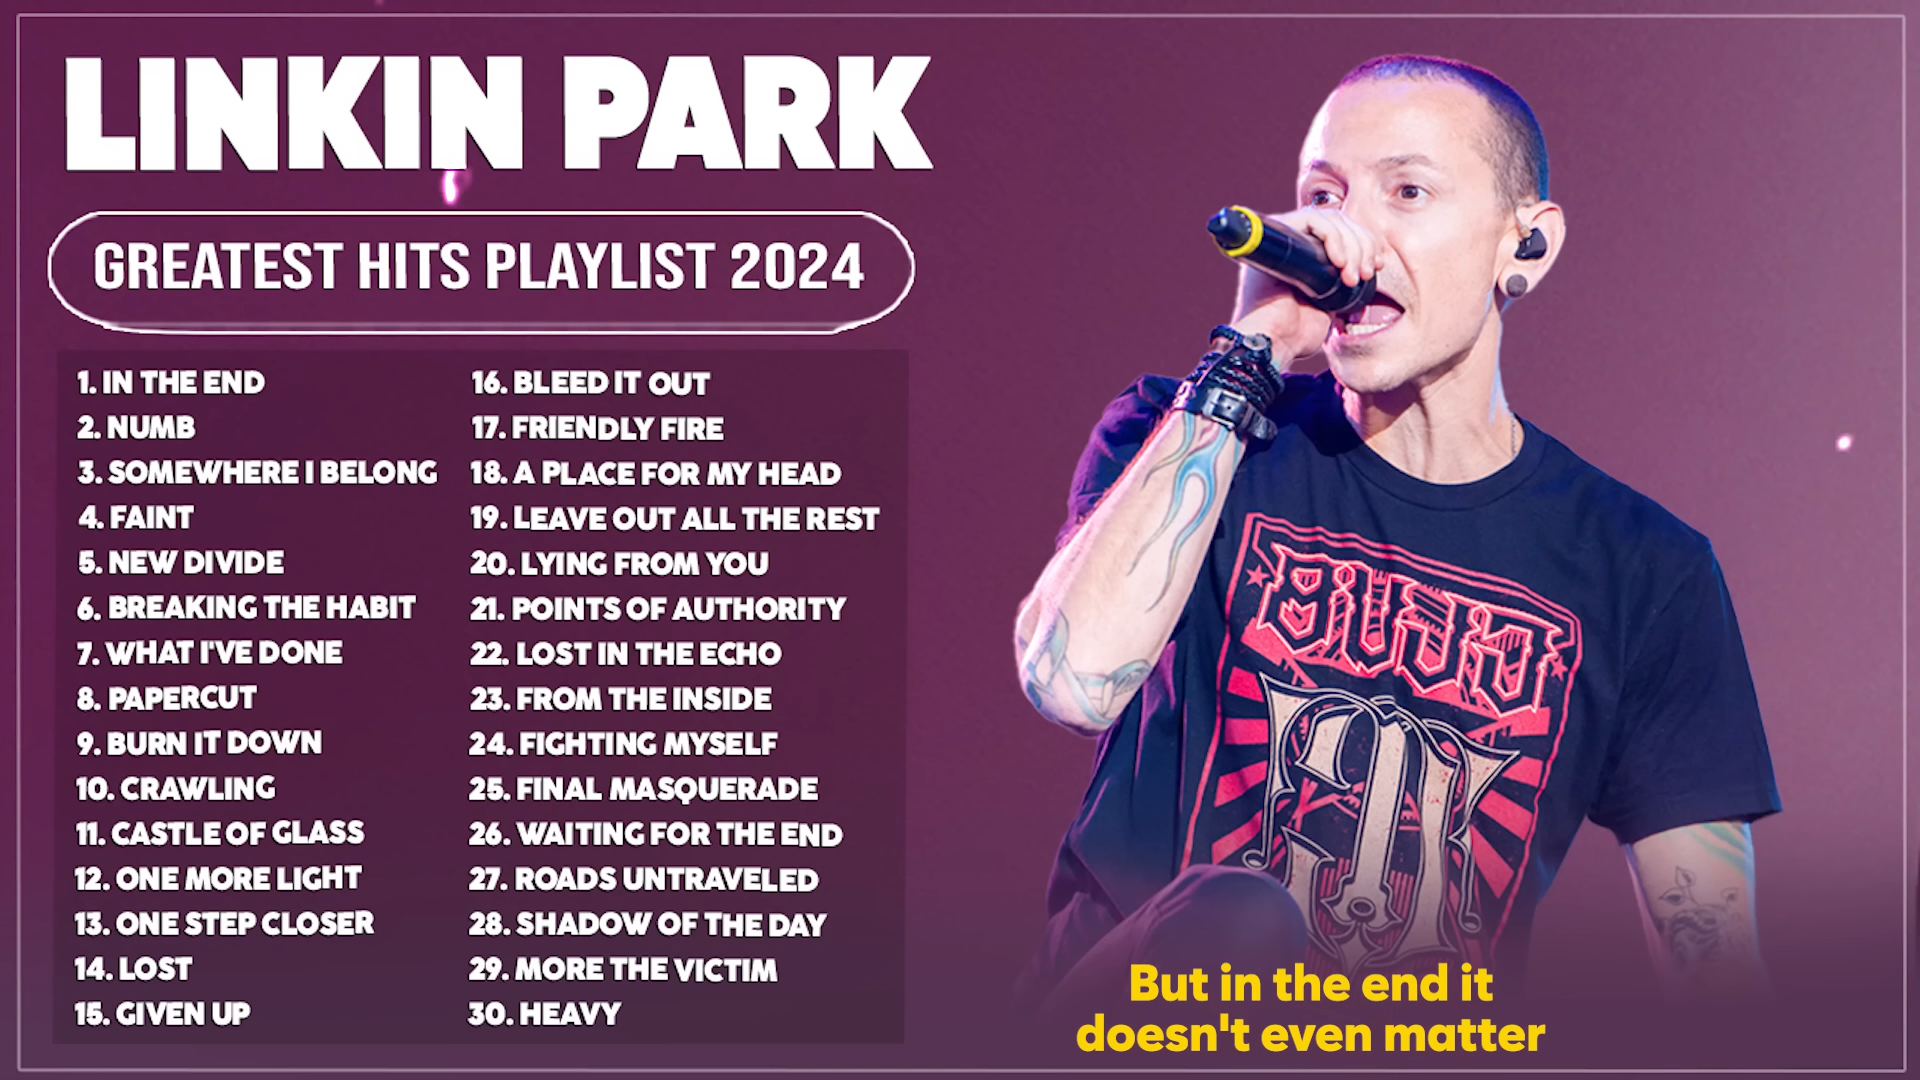 LINKIN PARK
GREATEST HITS PLAYLIST 2024
1. IN THE END
2. NUMB
3. SOMEWHERE I BELONG
4. FAINT
5. NEW DIVIDE
6. BREAKING THE HABIT
7. WHAT I'VE DONE
8. PAPERCUT
9. BURN IT DOWN
10. CRAWLING
11. CASTLE OF GLASS
12. ONE MORE LIGHT
13. ONE STEP CLOSER
14. LOST
15. GIVEN UP
16. BLEED IT OUT
17. FRIENDLY FIRE
18. A PLACE FOR MY HEAD
19. LEAVE OUT ALL THE REST
20. LYING FROM YOU
21. POINTS OF AUTHORITY
22. LOST IN THE ECHO
23. FROM THE INSIDE
24. FIGHTING MYSELF
25. FINAL MASQUERADE
26. WAITING FOR THE END
27. ROADS UNTRAVELED
28. SHADOW OF THE DAY
29. MORE THE VICTIM
30. HEAVY
But in the end it
doesn't even matter